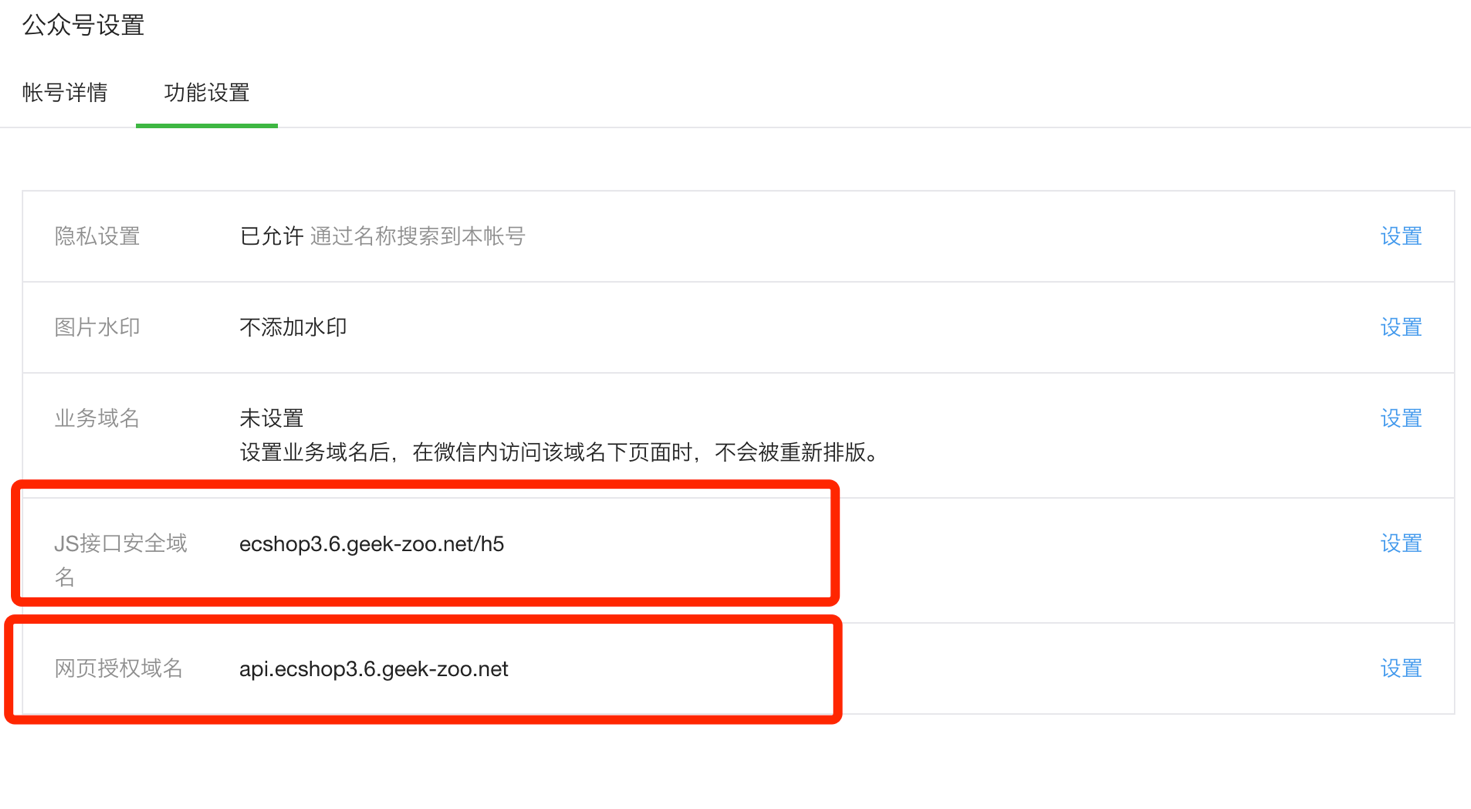 公众号设置
帐号详情 功能设置
隐私设置 已允许 通过名称搜索到本帐号 设置
图片水印 不添加水印 设置
业务域名 未设置 设置
设置业务域名后，在微信内访问该域名下页面时，不会被重新排版。
JS接口安全域 ecshop3.6.geek-zoo.net/h5 设置
名
网页授权域名 api.ecshop3.6.geek-zoo.net 设置